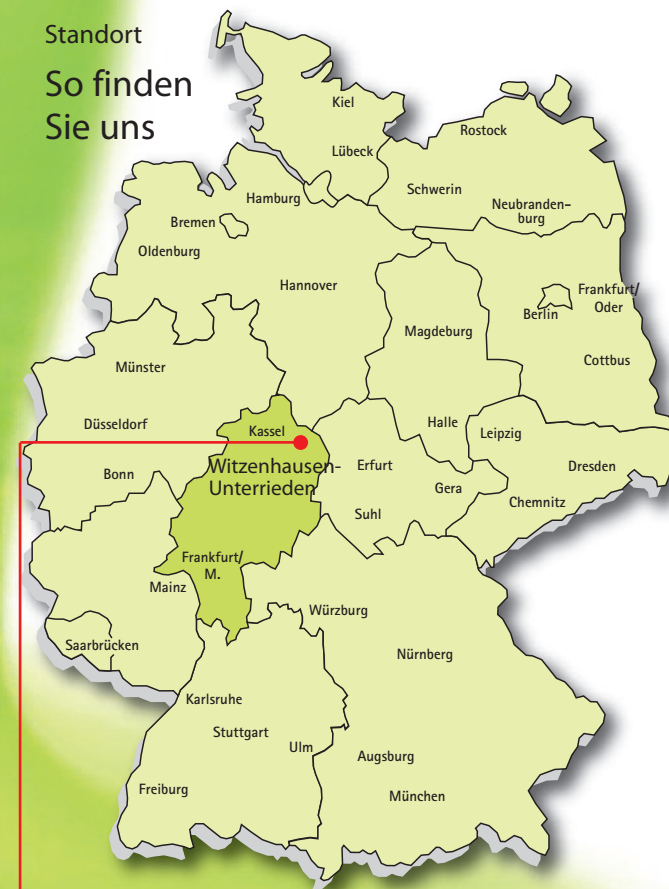 Standort
So finden
Sie uns
Kiel
Rostock
Lübeck
Schwerin
Hamburg
Neubranden-
burg
Bremen
Oldenburg
Hannover
Frankfurt/
Oder
Berlin
Magdeburg
Cottbus
Münster
Düsseldorf
Kassel
Halle
Leipzig
Witzenhausen-
Unterrieden
Erfurt
Dresden
Bonn
Gera
Chemnitz
Suhl
Frankfurt/
M.
Mainz
Würzburg
Saarbrücken
Nürnberg
Karlsruhe
Stuttgart
Ulm
Augsburg
Freiburg
München